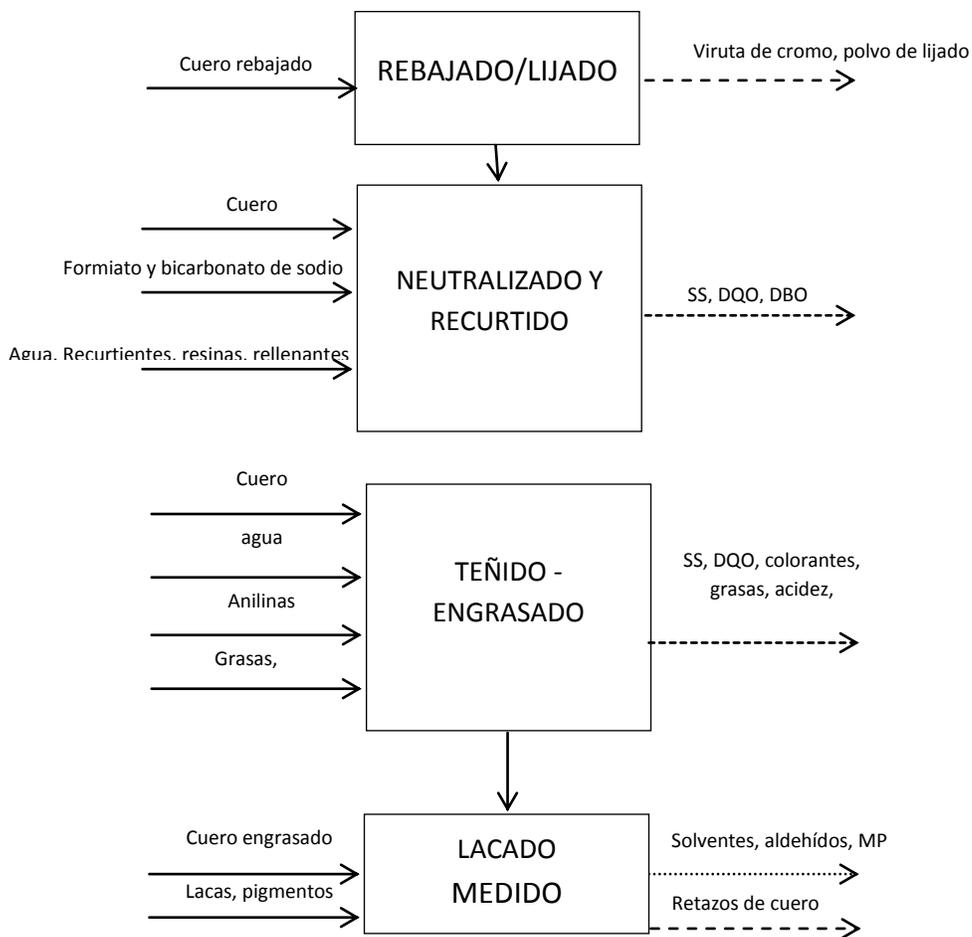 Cuero rebajado
REBAJADO/LIJADO
Viruta de cromo, polvo de lijado
Cuero
Formiato y bicarbonato de sodio
Agua, Recurtientes, resinas, rellenantes
NEUTRALIZADO Y
RECURTIDO
SS, DQO, DBO
Cuero
agua
Anilinas
Grasas,
TEÑIDO -
ENGRASADO
SS, DQO, colorantes,
grasas, acidez,
Cuero engrasado
Lacas, pigmentos
LACADO
MEDIDO
Solventes, aldehídos, MP
Retazos de cuero